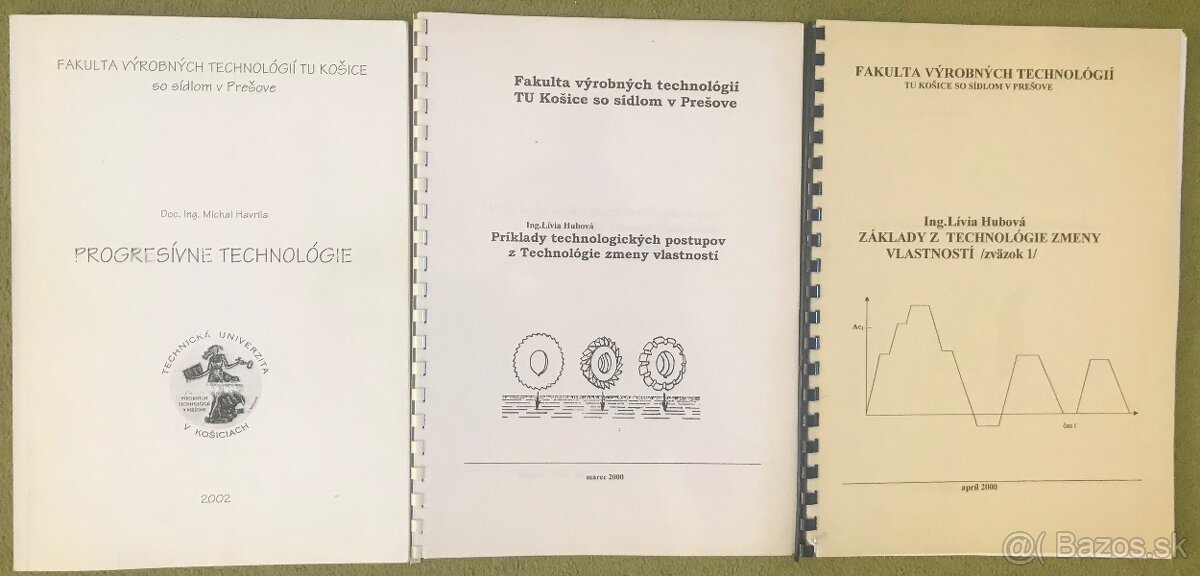 FAKULTA VÝROBNÝCH TECHNOLÓGIÍ TU KOŠICE
so sídlom v Prešove
Doc. Ing. Michal Havrila
PROGRESÍVNE TECHNOLÓGIE
TECHNICKÁ UNIVERZITA
V KOŠICIACH
2002
Fakulta výrobných technológií
TU Košice so sídlom v Prešove
Ing.Lívia Hubová
Príklady technologických postupov
z Technológie zmeny vlastností
marec 2000
FAKULTA VÝROBNÝCH TECHNOLÓGIÍ
TU KOŠICE SO SÍDLOM V PREŠOVE
Ing.Lívia Hubová
ZÁKLADY Z TECHNOLÓGIE ZMENY
VLASTNOSTÍ /zväzok 1/
čas t
apríl 2000
Bazos.sk